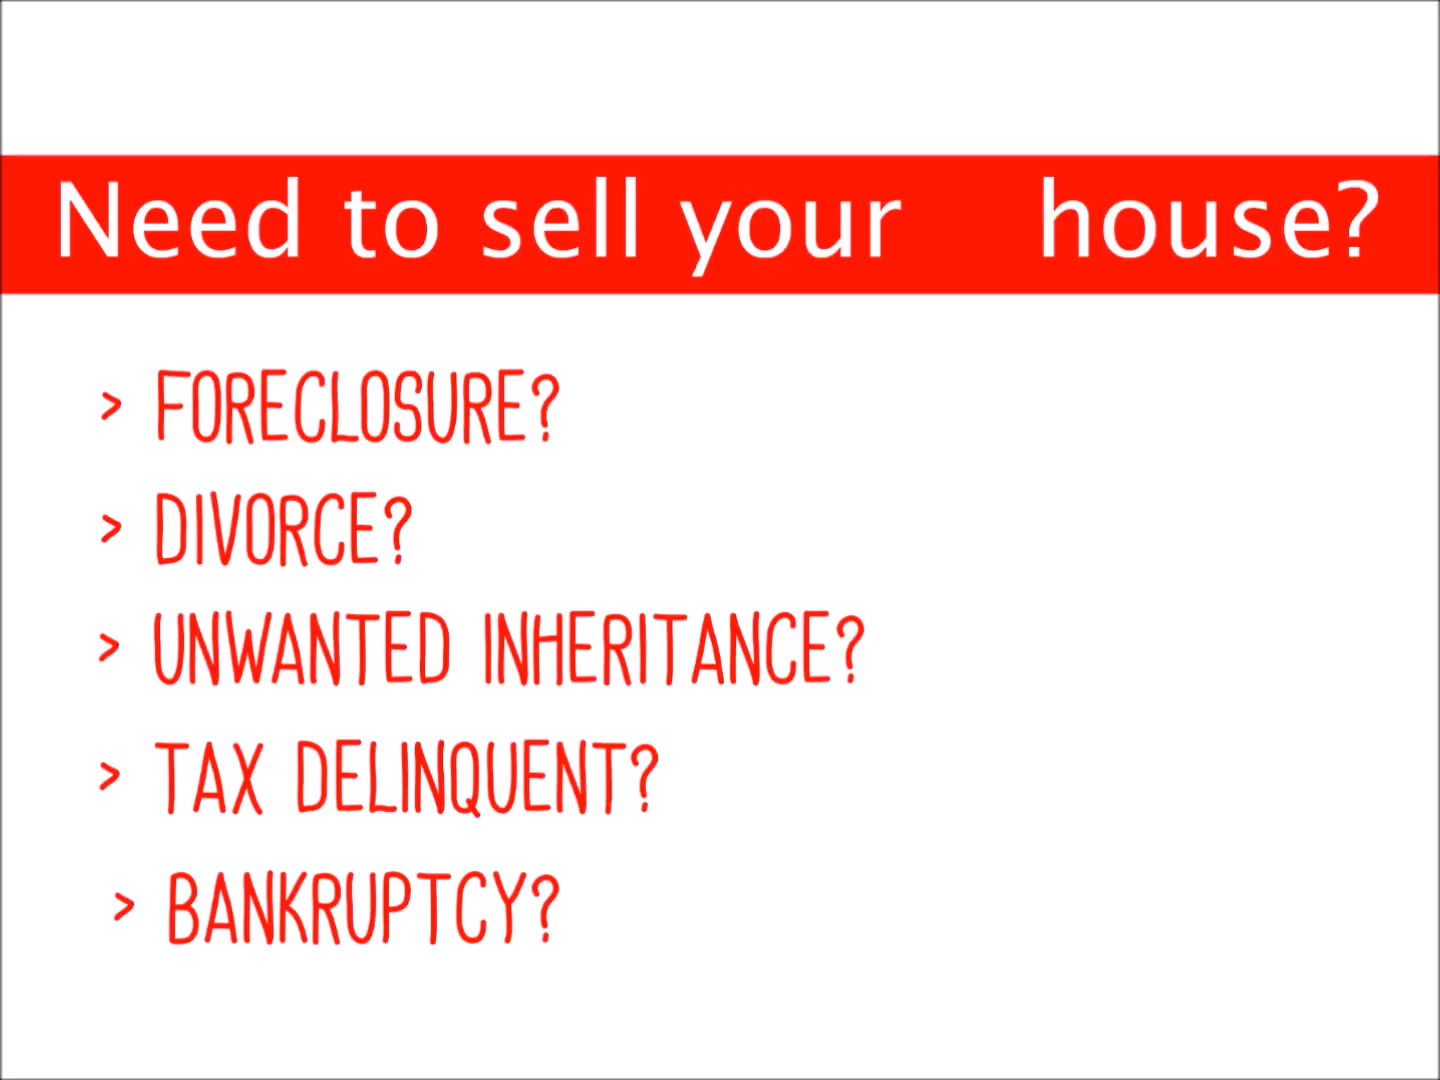 Need to sell your house?
> FORECLOSURE?
> DIVORCE?
> UNWANTED INHERITANCE?
> TAX DELINQUENT?
> BANKRUPTCY?